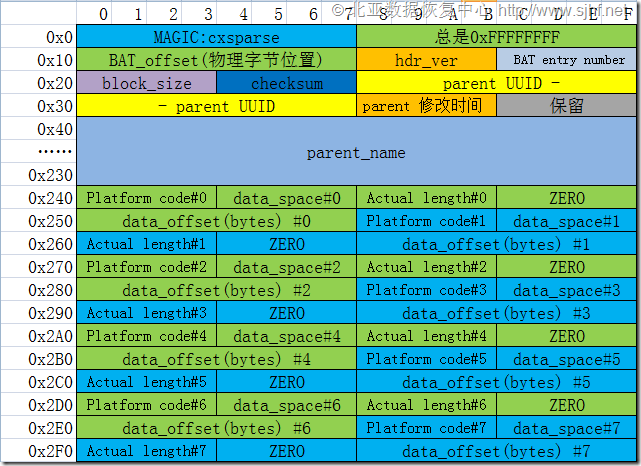 ©北亚数据恢复中心 http://www.sjhf.net
0 1 2 3 4 5 6 7 8 9 A B C D E F
0x0 MAGIC:cxsparse 总是0xFFFFFFFF
0x10 BAT_offset(物理字节位置) hdr_ver BAT entry number
0x20 block_size checksum parent UUID -
0x30 - parent UUID parent 修改时间 保留
0x40
…… parent_name
0x230
0x240 Platform code#0 data_space#0 Actual length#0 ZERO
0x250 data_offset(bytes) #0 Platform code#1 data_space#1
0x260 Actual length#1 ZERO data_offset(bytes) #1
0x270 Platform code#2 data_space#2 Actual length#2 ZERO
0x280 data_offset(bytes) #2 Platform code#3 data_space#3
0x290 Actual length#3 ZERO data_offset(bytes) #3
0x2A0 Platform code#4 data_space#4 Actual length#4 ZERO
0x2B0 data_offset(bytes) #4 Platform code#5 data_space#5
0x2C0 Actual length#5 ZERO data_offset(bytes) #5
0x2D0 Platform code#6 data_space#6 Actual length#6 ZERO
0x2E0 data_offset(bytes) #6 Platform code#7 data_space#7
0x2F0 Actual length#7 ZERO data_offset(bytes) #7